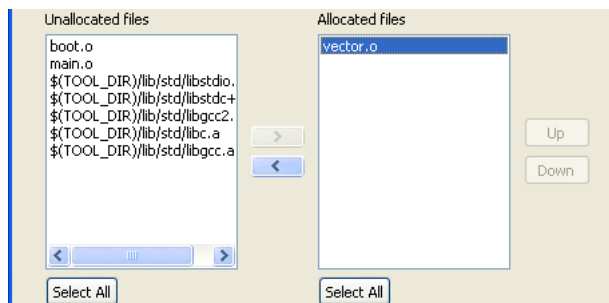 Unallocated files
Allocated files
boot.o
main.o
$(TOOL_DIR)/lib/std/libstdio.
$(TOOL_DIR)/lib/std/libstdc+
$(TOOL_DIR)/lib/std/libgcc2.
$(TOOL_DIR)/lib/std/libc.a
$(TOOL_DIR)/lib/std/libgcc.a
Select All
>
<
vector.o
Select All
Up
Down